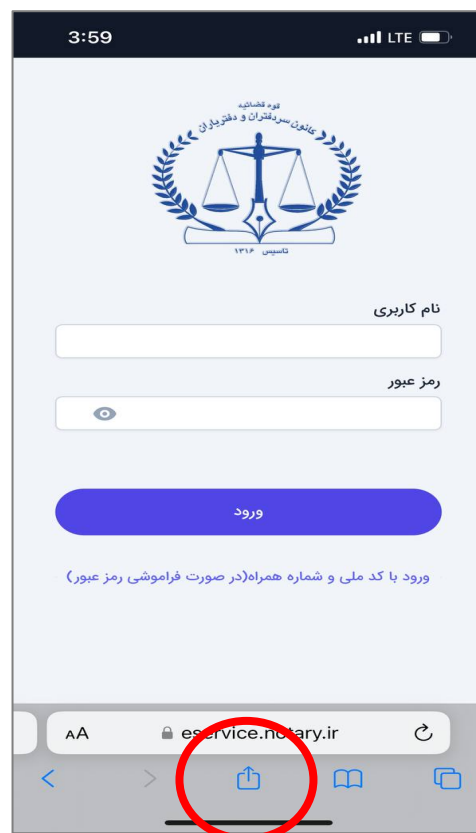 3:59
LTE
قوه قضائیه
کانون سردفتران و دفتریاران
تاسیس ۱۳۱۶
نام کاربری
رمز عبور
ورود
ورود با کد ملی و شماره همراه(در صورت فراموشی رمز عبور)
AA
eservice.notary.ir